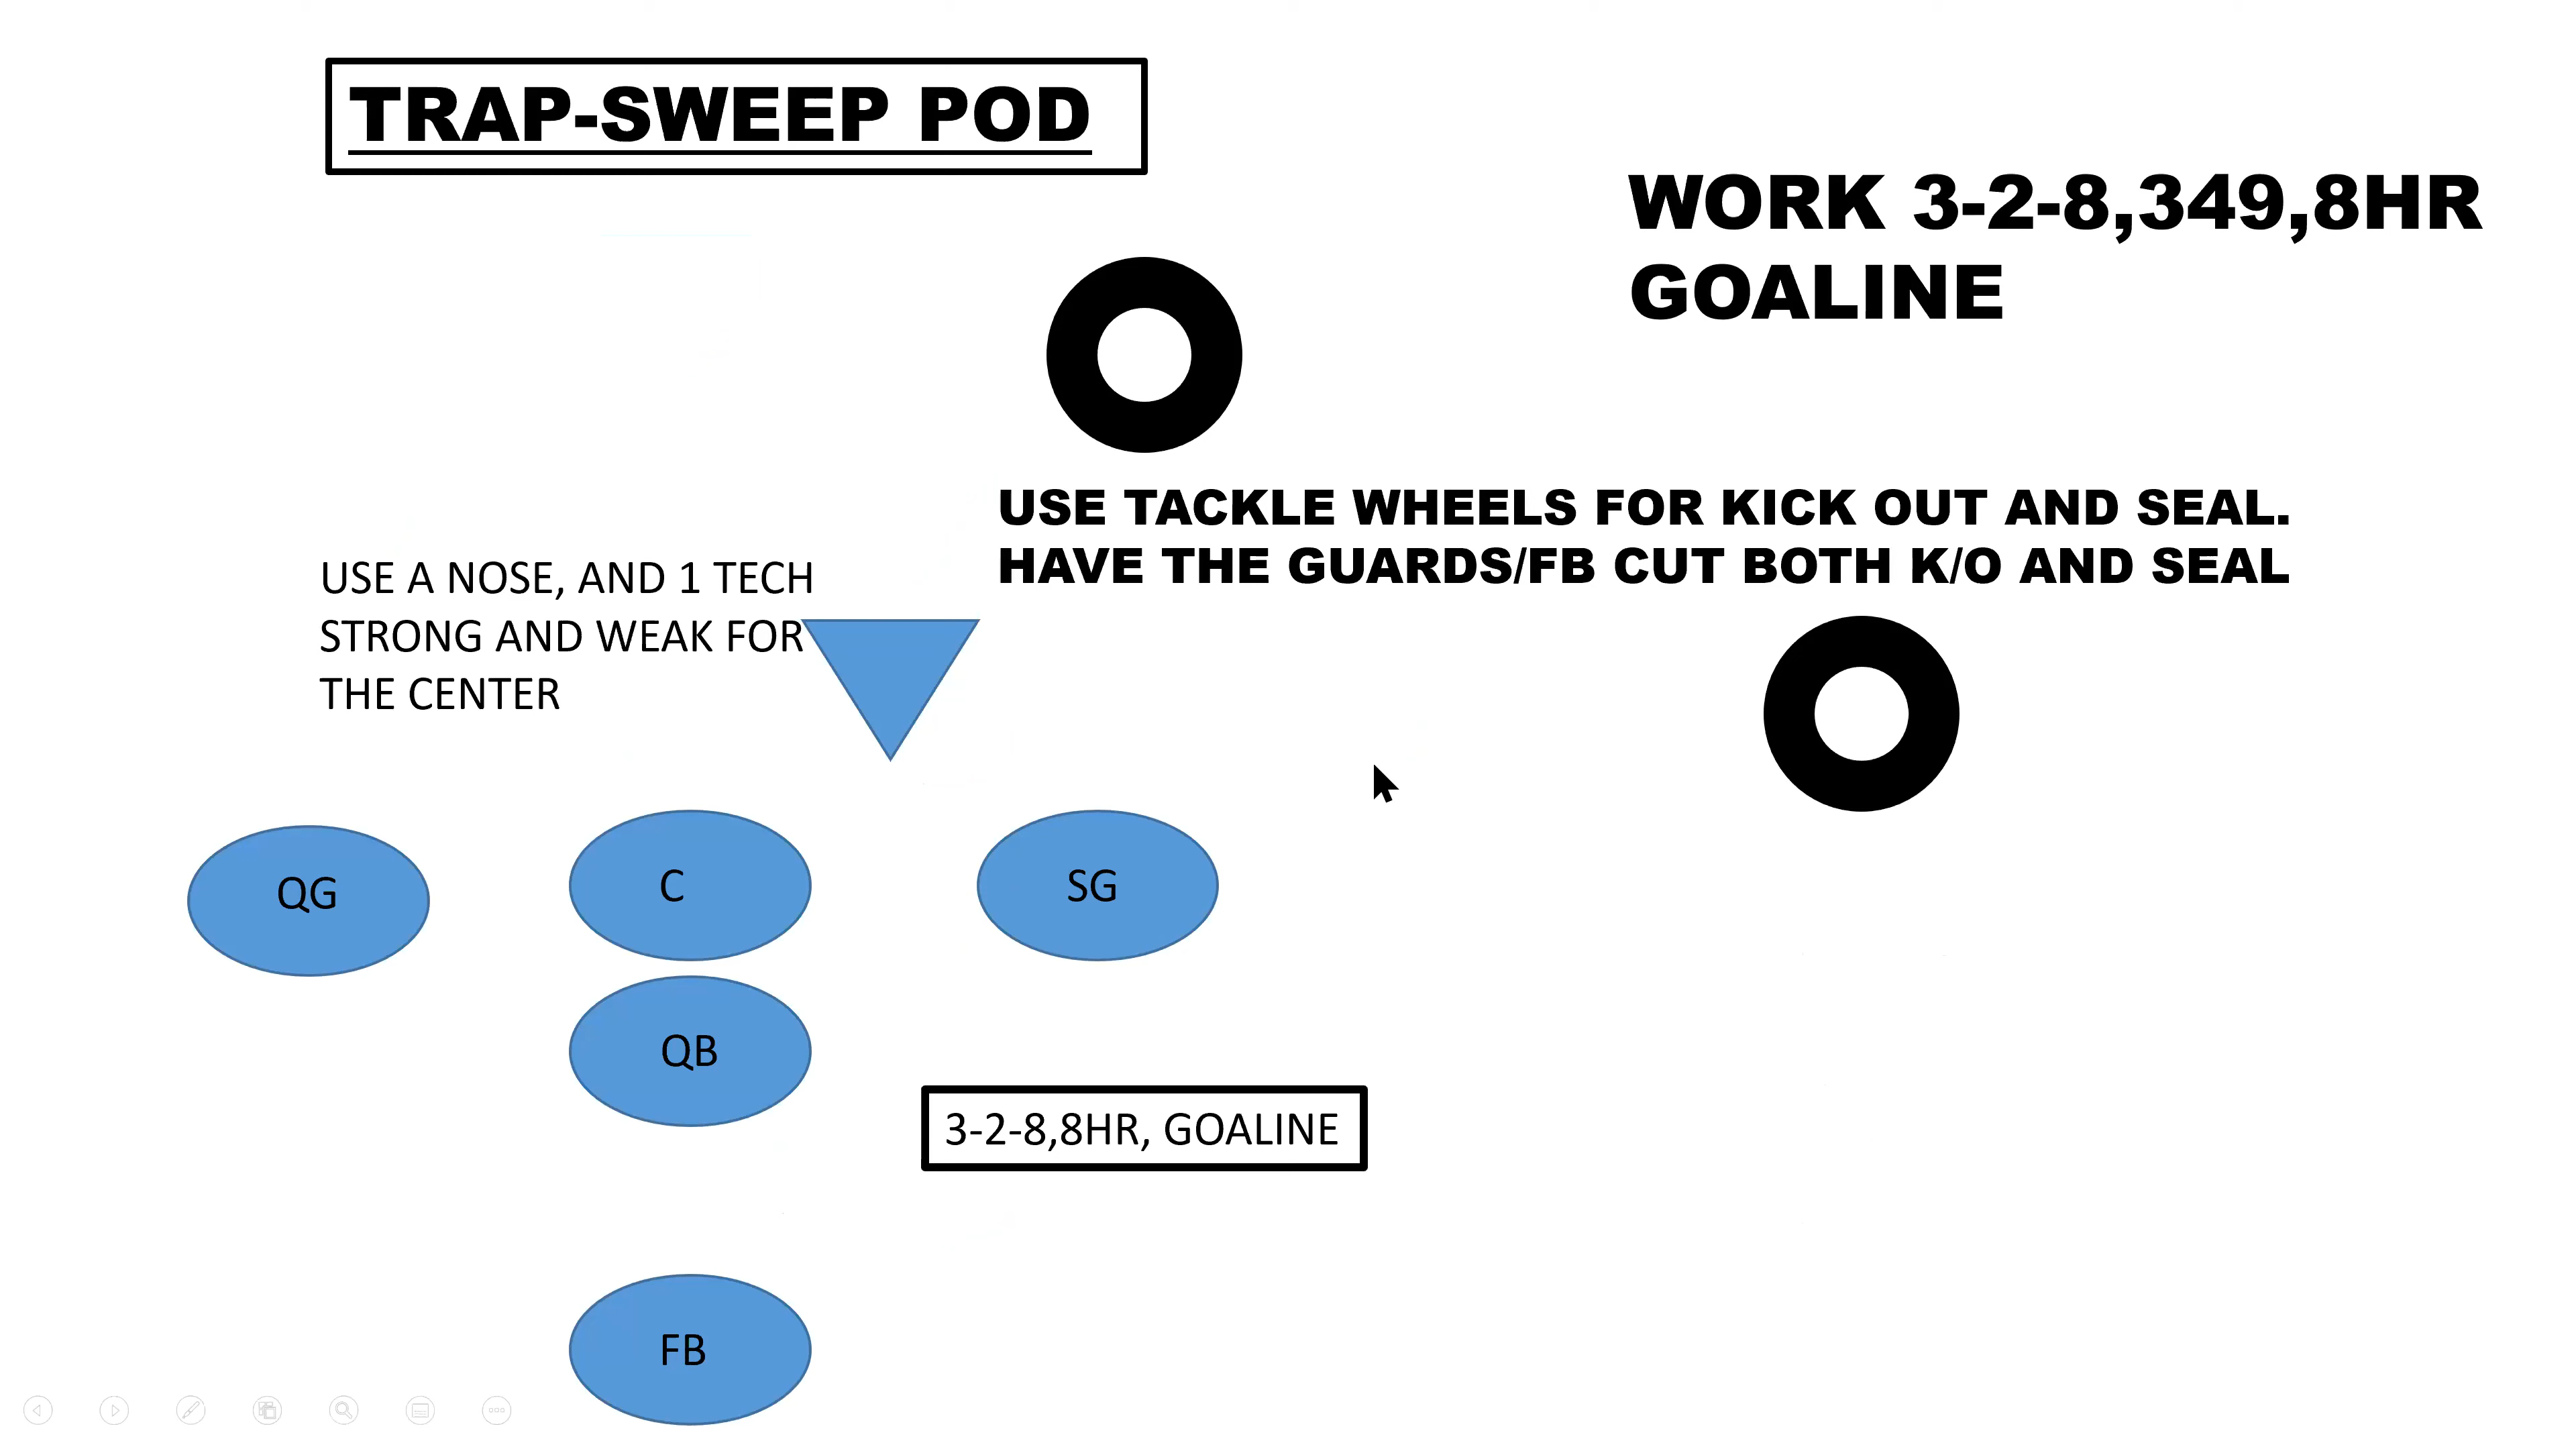 TRAP-SWEEP POD
WORK 3-2-8,349,8HR
GOALINE
USE TACKLE WHEELS FOR KICK OUT AND SEAL.
HAVE THE GUARDS/FB CUT BOTH K/O AND SEAL
USE A NOSE, AND 1 TECH
STRONG AND WEAK FOR
THE CENTER
QG
C
SG
QB
3-2-8,8HR, GOALINE
FB